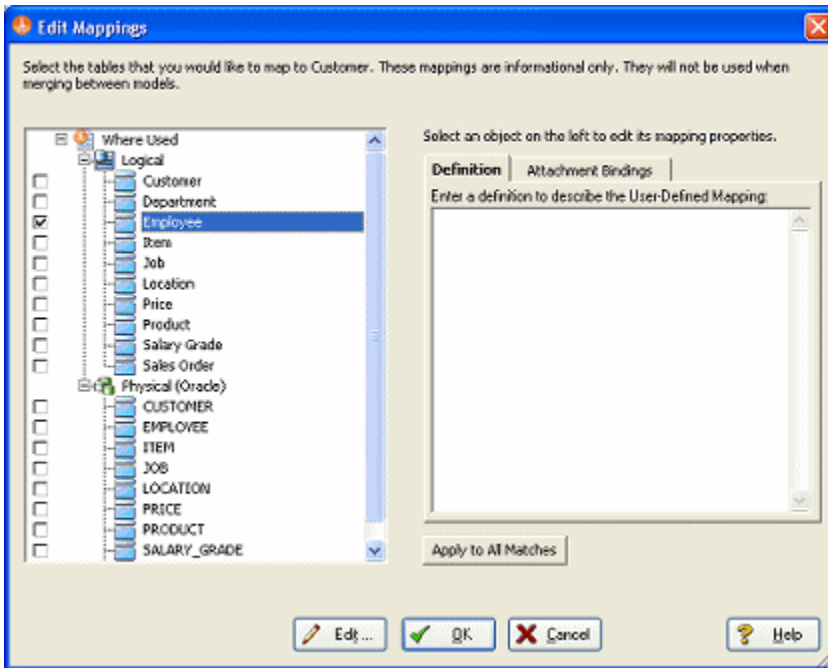 Edit Mappings
Select the tables that you would like to map to Customer. These mappings are informational only. They will not be used when
merging between models.
Where Used
Logical
Customer
Department
Employee
Item
Job
Location
Price
Product
Salary Grade
Sales Order
Physical (Oracle)
CUSTOMER
EMPLOYEE
ITEM
JOB
LOCATION
PRICE
PRODUCT
SALARY_GRADE
Select an object on the left to edit its mapping properties.
Definition Attachment Bindings
Enter a definition to describe the User-Defined Mapping:
Apply to All Matches
Edit... OK Cancel Help